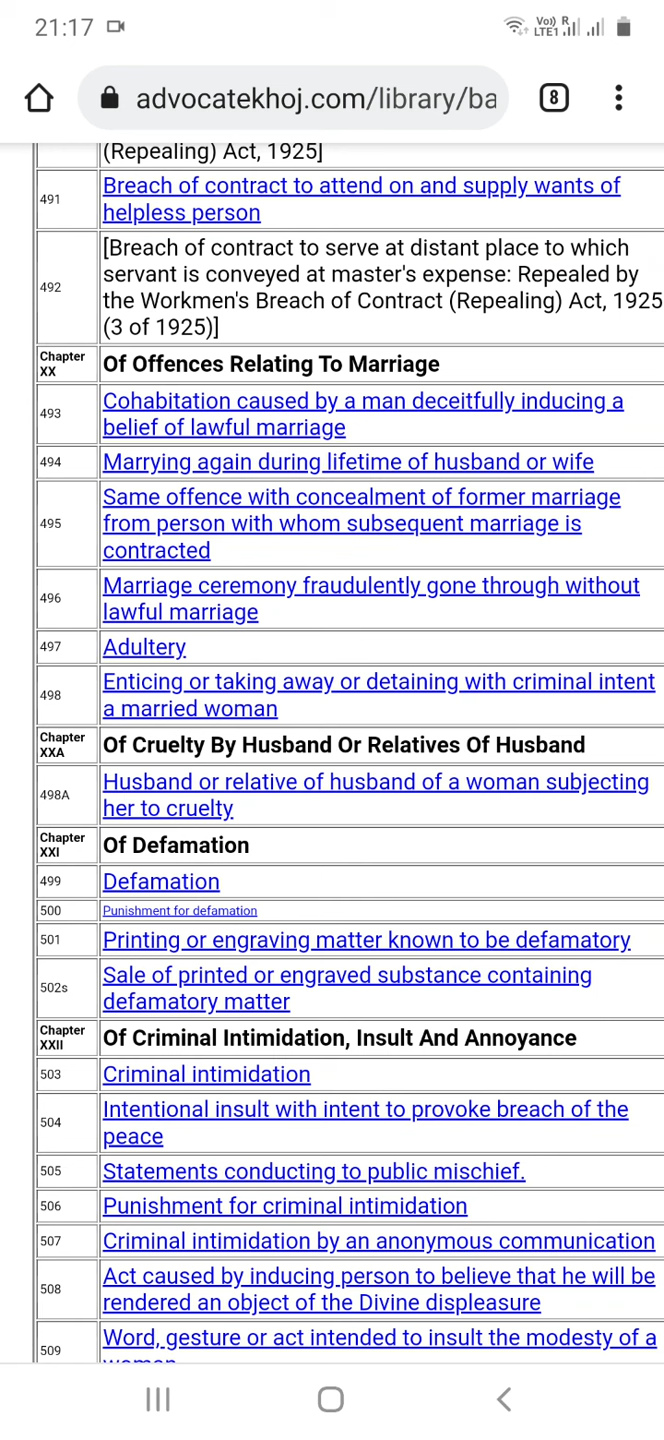 21:17
Vo)) R
LTE1
advocatekhoj.com/library/ba
8
(Repealing) Act, 1925]
491
Breach of contract to attend on and supply wants of
helpless person
492
[Breach of contract to serve at distant place to which
servant is conveyed at master's expense: Repealed by
the Workmen's Breach of Contract (Repealing) Act, 1925
(3 of 1925)]
Chapter
XX
Of Offences Relating To Marriage
493
Cohabitation caused by a man deceitfully inducing a
belief of lawful marriage
494
Marrying again during lifetime of husband or wife
495
Same offence with concealment of former marriage
from person with whom subsequent marriage is
contracted
496
Marriage ceremony fraudulently gone through without
lawful marriage
497
Adultery
498
Enticing or taking away or detaining with criminal intent
a married woman
Chapter
XXA
Of Cruelty By Husband Or Relatives Of Husband
498A
Husband or relative of husband of a woman subjecting
her to cruelty
Chapter
XXI
Of Defamation
499
Defamation
500
Punishment for defamation
501
Printing or engraving matter known to be defamatory
502s
Sale of printed or engraved substance containing
defamatory matter
Chapter
XXII
Of Criminal Intimidation, Insult And Annoyance
503
Criminal intimidation
504
Intentional insult with intent to provoke breach of the
peace
505
Statements conducting to public mischief.
506
Punishment for criminal intimidation
507
Criminal intimidation by an anonymous communication
508
Act caused by inducing person to believe that he will be
rendered an object of the Divine displeasure
509
Word, gesture or act intended to insult the modesty of a
woman